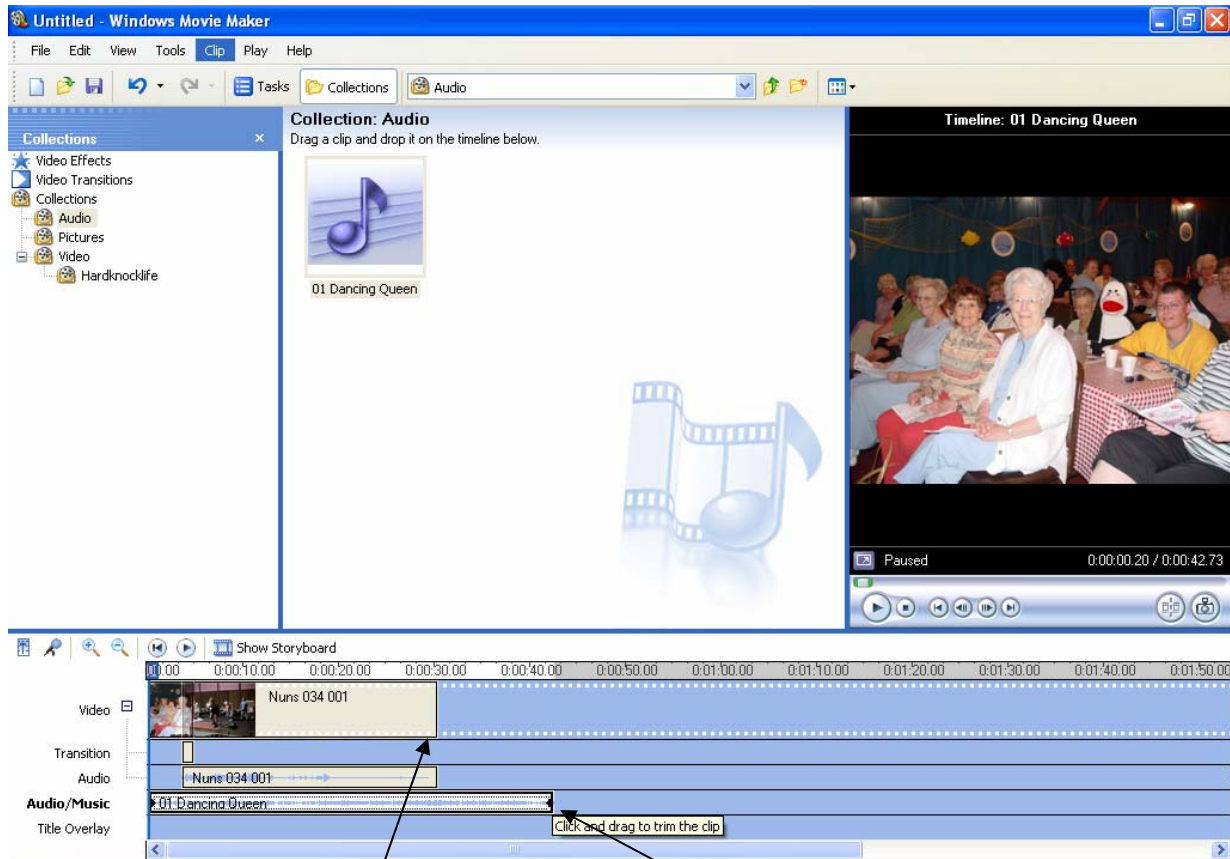 Untitled - Windows Movie Maker
File Edit View Tools Clip Play Help
Tasks Collections Audio
Collections
Video Effects
Video Transitions
Collections
Audio
Pictures
Video
Hardknocklife
Collection: Audio
Drag a clip and drop it on the timeline below.
01 Dancing Queen
Timeline: 01 Dancing Queen
Paused 0:00:00.20 / 0:00:42.73
Show Storyboard
0:00:10.00 0:00:20.00 0:00:30.00 0:00:40.00 0:00:50.00 0:01:00.00 0:01:10.00 0:01:20.00 0:01:30.00 0:01:40.00 0:01:50.00
Video Nuns 034 001
Transition
Audio Nuns 034 001
Audio/Music 01 Dancing Queen
Click and drag to trim the clip
Title Overlay